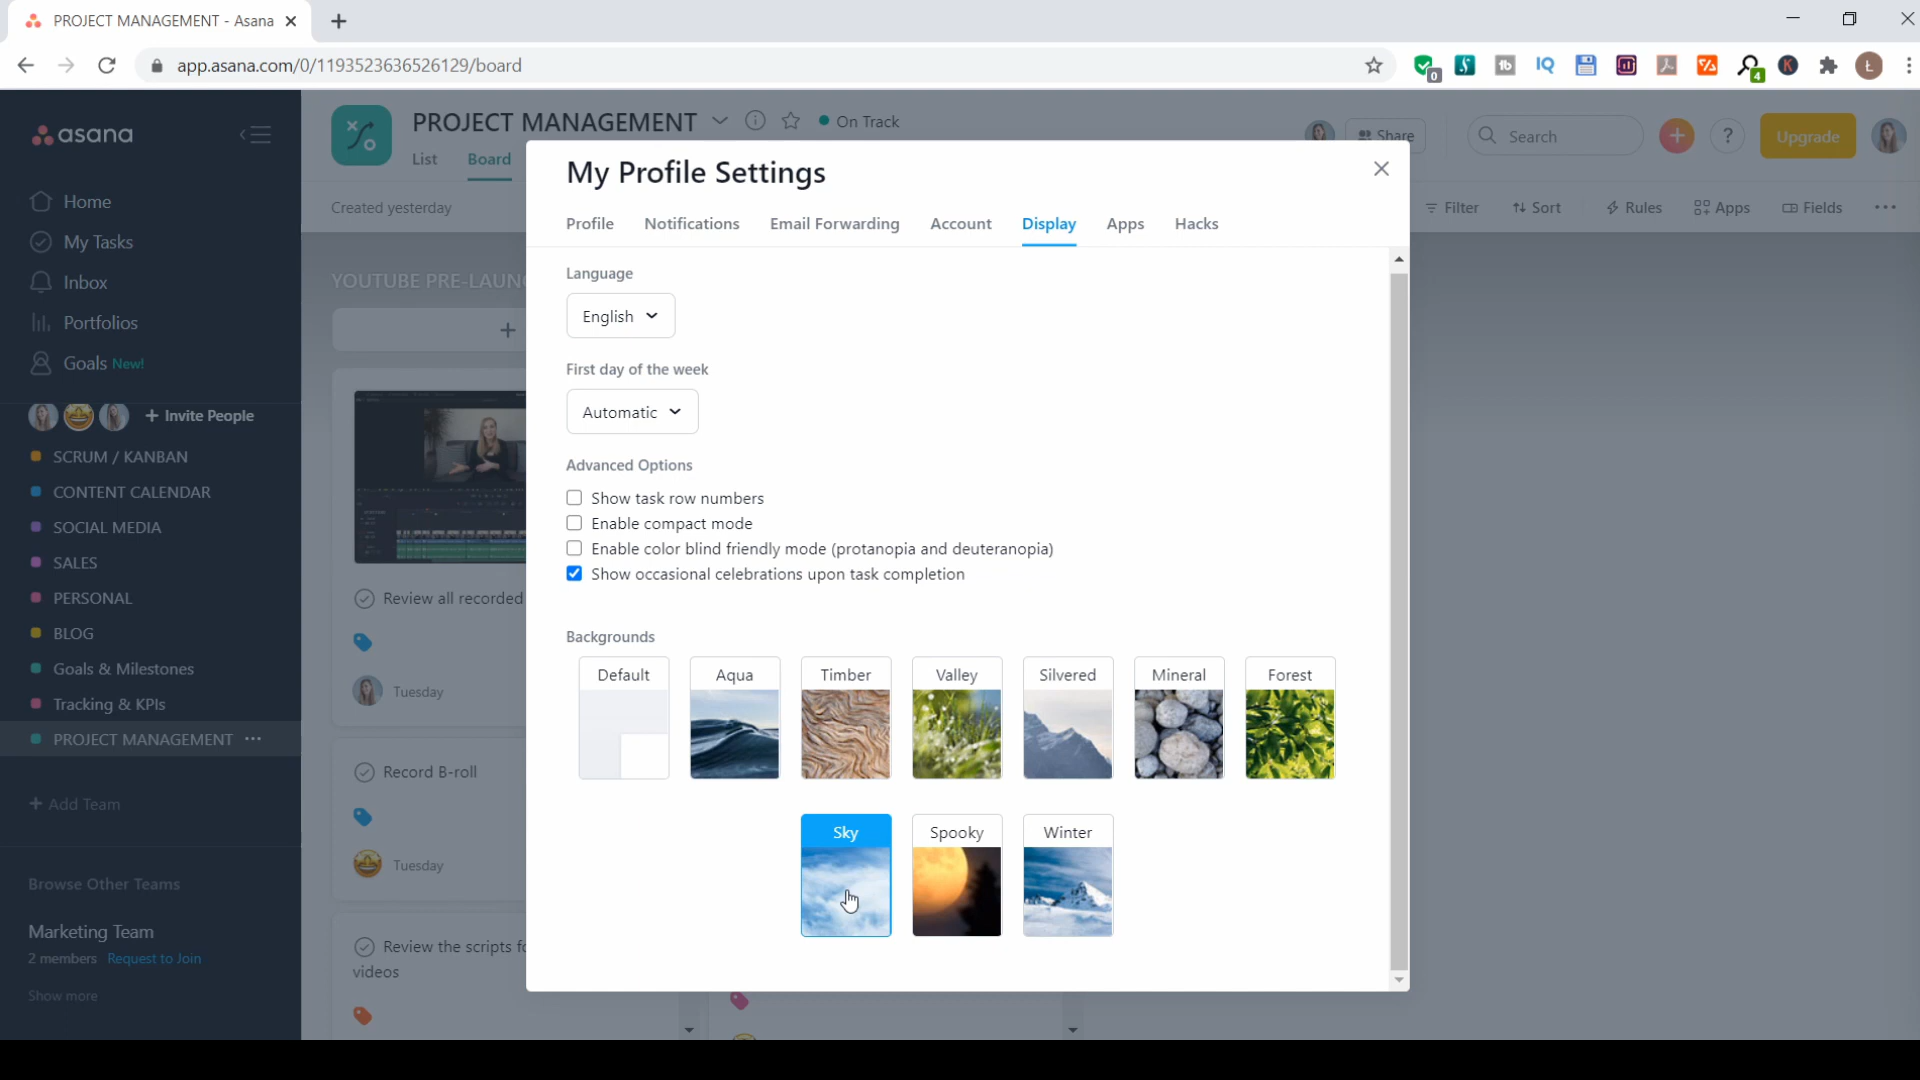 PROJECT MANAGEMENT - Asana
app.asana.com/0/1193523636526129/board
asana
Home
My Tasks
Inbox
Portfolios
Goals New!
+ Invite People
SCRUM / KANBAN
CONTENT CALENDAR
SOCIAL MEDIA
SALES
PERSONAL
BLOG
Goals & Milestones
Tracking & KPIs
PROJECT MANAGEMENT ...
+ Add Team
Browse Other Teams
Marketing Team
2 members Request to Join
Show more
PROJECT MANAGEMENT
On Track
List
Board
Share
Search
?
Upgrade
Created yesterday
Filter
Sort
Rules
Apps
Fields
YOUTUBE PRE-LAUN
Review all recorded
Tuesday
Record B-roll
Tuesday
Review the scripts fo
videos
My Profile Settings
Profile
Notifications
Email Forwarding
Account
Display
Apps
Hacks
Language
English
First day of the week
Automatic
Advanced Options
Show task row numbers
Enable compact mode
Enable color blind friendly mode (protanopia and deuteranopia)
Show occasional celebrations upon task completion
Backgrounds
Default
Aqua
Timber
Valley
Silvered
Mineral
Forest
Sky
Spooky
Winter
0
tb
IQ
4
K
Ł